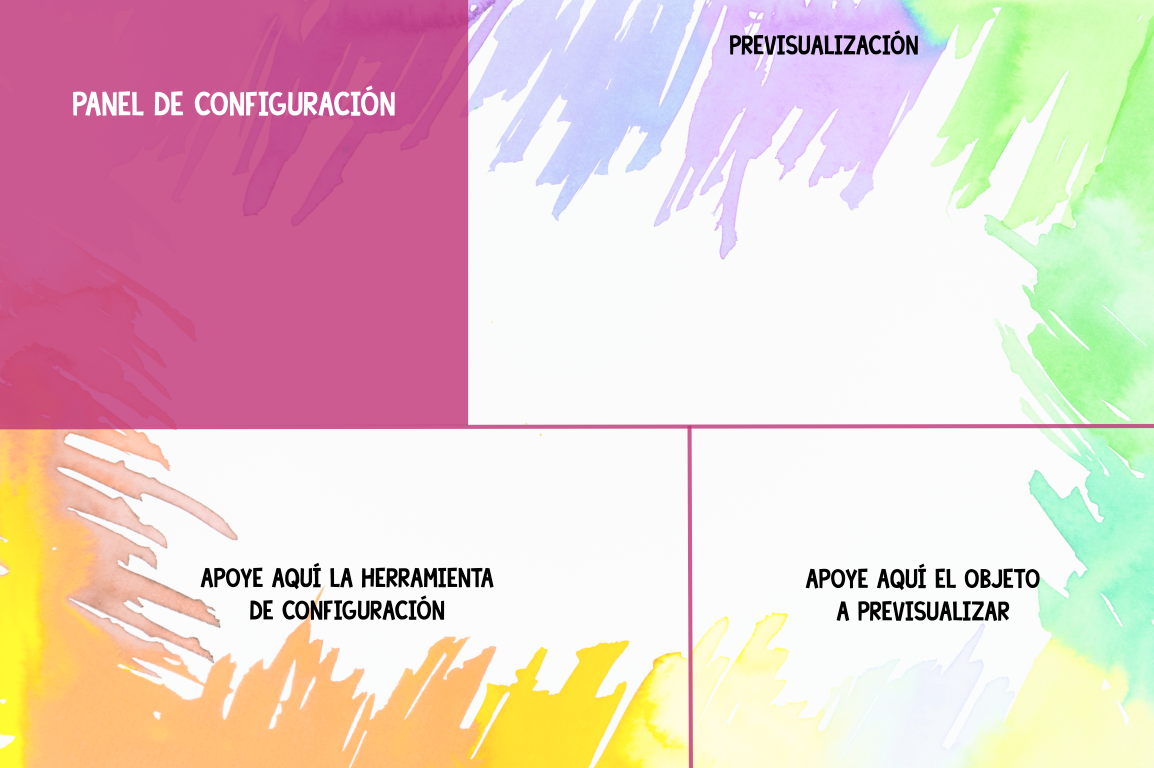 PREVISUALIZACIÓN
PANEL DE CONFIGURACIÓN
APOYE AQUÍ LA HERRAMIENTA
DE CONFIGURACIÓN
APOYE AQUÍ EL OBJETO
A PREVISUALIZAR